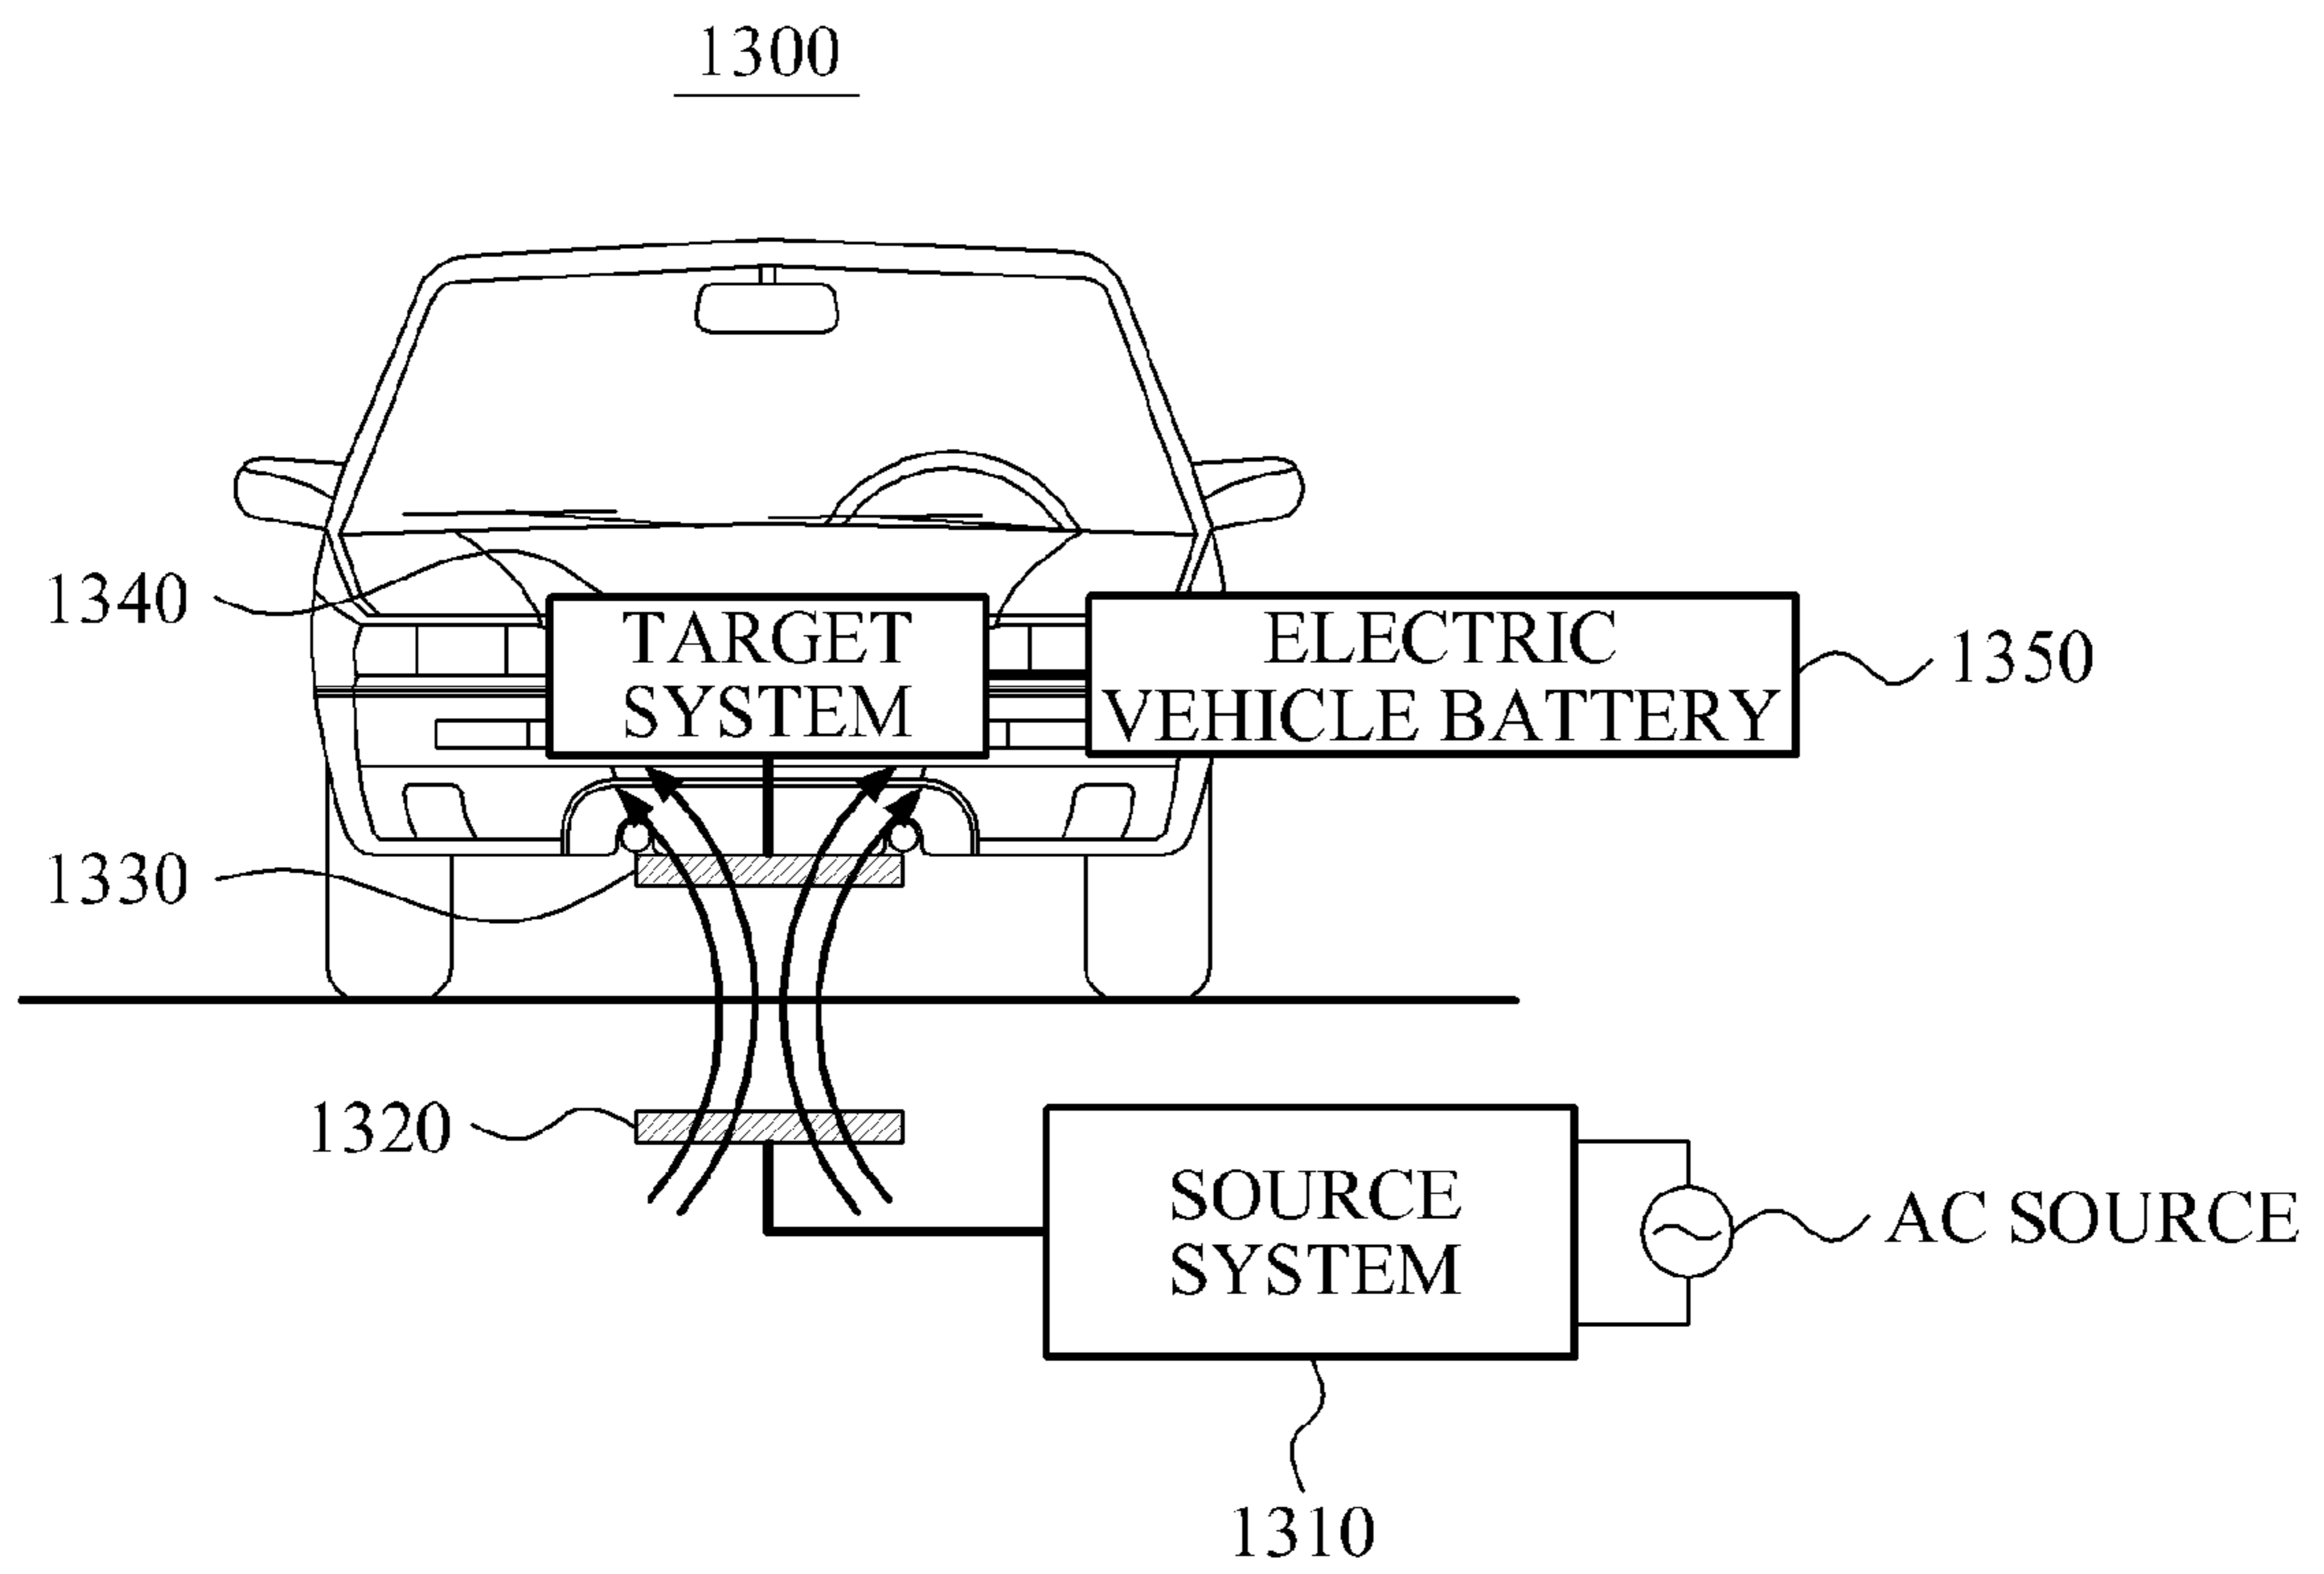 1300
1340
TARGET
SYSTEM
ELECTRIC
VEHICLE BATTERY
1350
1330
1320
SOURCE
SYSTEM
AC SOURCE
1310